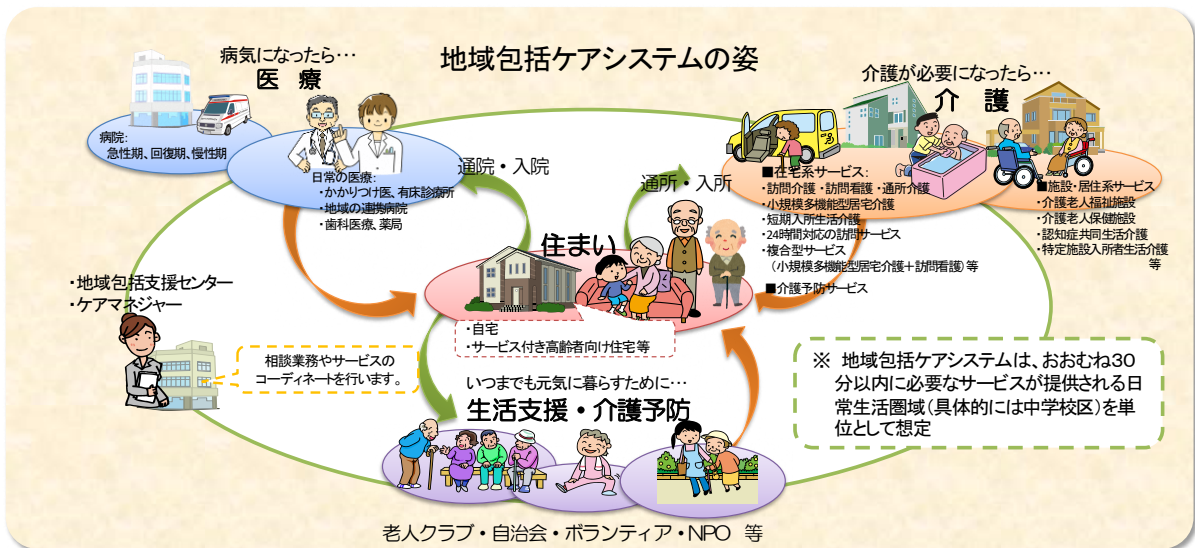 地域包括ケアシステムの姿
病気になったら…
医 療
病院:
急性期、回復期、慢性期
日常の医療:
・かかりつけ医、有床診療所
・地域の連携病院
・歯科医療、薬局
通院・入院
通所・入所
介護が必要になったら…
介 護
■在宅系サービス:
・訪問介護・訪問看護・通所介護
・小規模多機能型居宅介護
・短期入所生活介護
・24時間対応の訪問サービス
・複合型サービス
（小規模多機能型居宅介護＋訪問看護）等
■介護予防サービス
■施設・居住系サービス
・介護老人福祉施設
・介護老人保健施設
・認知症共同生活介護
・特定施設入所者生活介護
等
住まい
・自宅
・サービス付き高齢者向け住宅等
・地域包括支援センター
・ケアマネジャー
相談業務やサービスの
コーディネートを行います。
いつまでも元気に暮らすために…
生活支援・介護予防
※ 地域包括ケアシステムは、おおむね30
分以内に必要なサービスが提供される日
常生活圏域（具体的には中学校区）を単
位として想定
老人クラブ・自治会・ボランティア・NPO 等